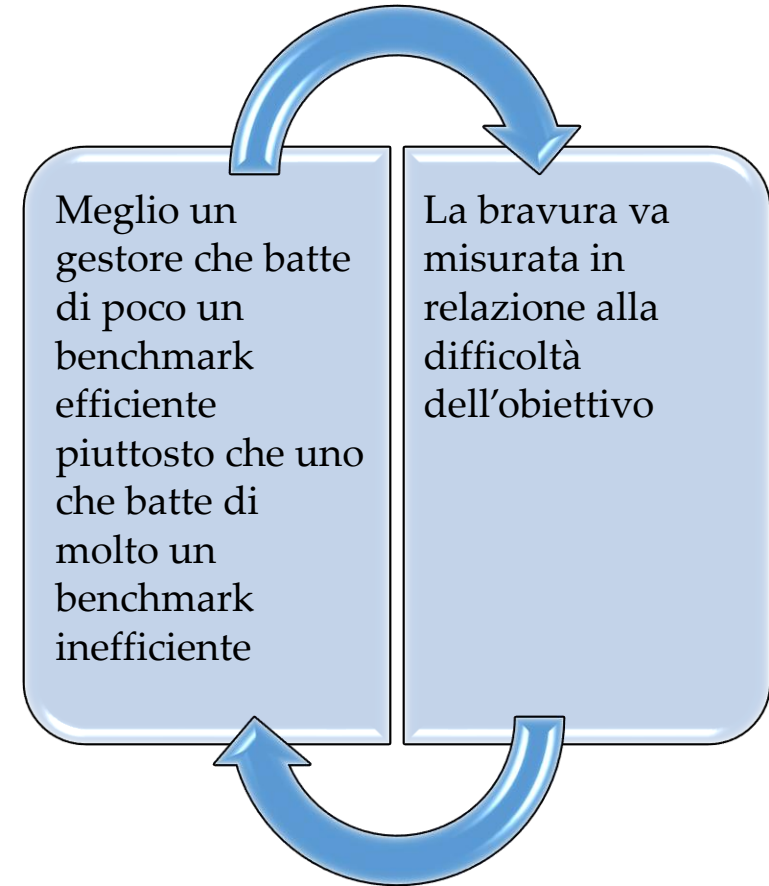 Meglio un
gestore che batte
di poco un
benchmark
efficiente
piuttosto che uno
che batte di
molto un
benchmark
inefficiente
La bravura va
misurata in
relazione alla
difficoltà
dell’obiettivo